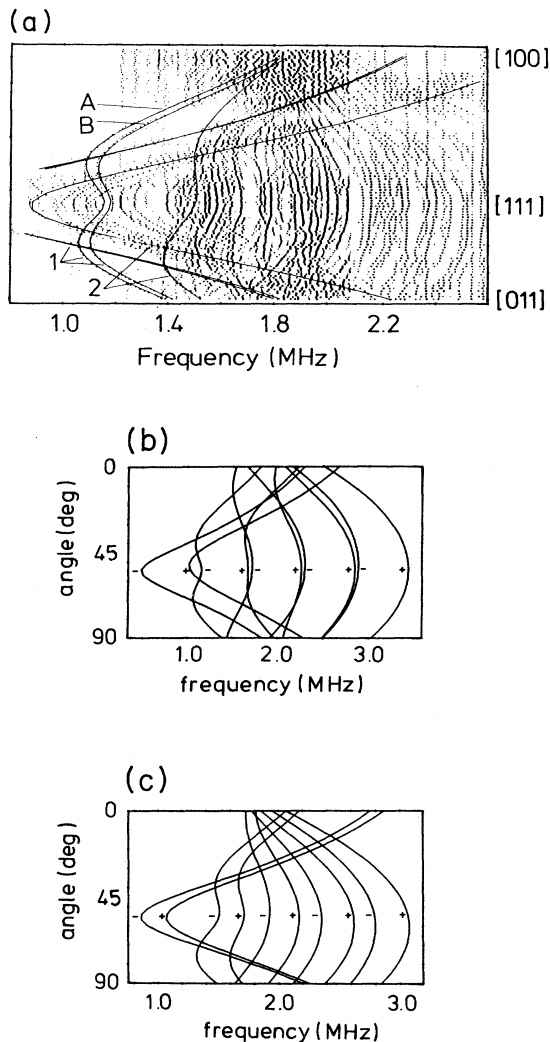 (a)
A
B
1
2
[100]
[111]
[011]
1.0 1.4 1.8 2.2
Frequency (MHz)
(b)
0
45
90
angle (deg)
- + - + - + - + - +
1.0 2.0 3.0
frequency (MHz)
(c)
0
45
90
angle (deg)
- + - + - + - + - +
1.0 2.0 3.0
frequency (MHz)